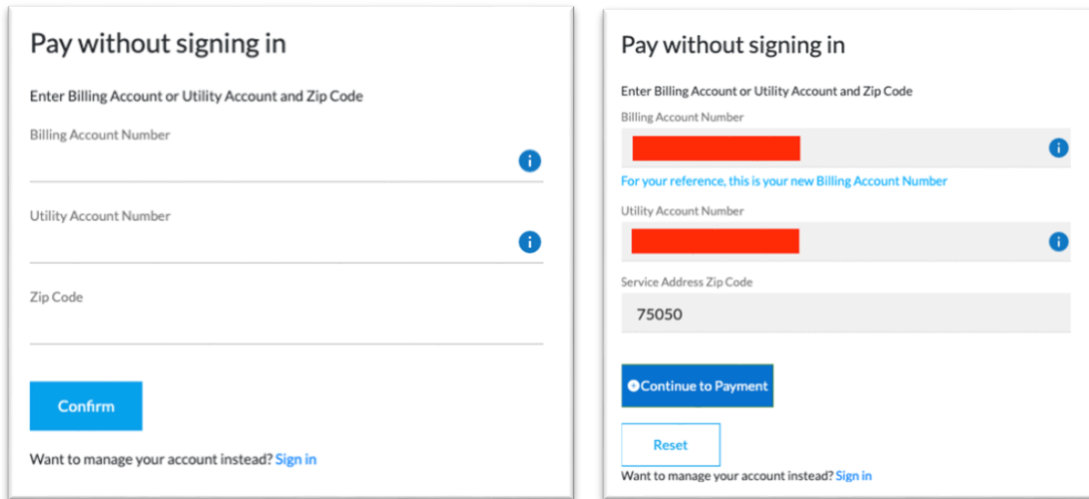 Pay without signing in
Enter Billing Account or Utility Account and Zip Code
Billing Account Number
Utility Account Number
Zip Code
Confirm
Want to manage your account instead? Sign in
Pay without signing in
Enter Billing Account or Utility Account and Zip Code
Billing Account Number
For your reference, this is your new Billing Account Number
Utility Account Number
Service Address Zip Code
75050
Continue to Payment
Reset
Want to manage your account instead? Sign in